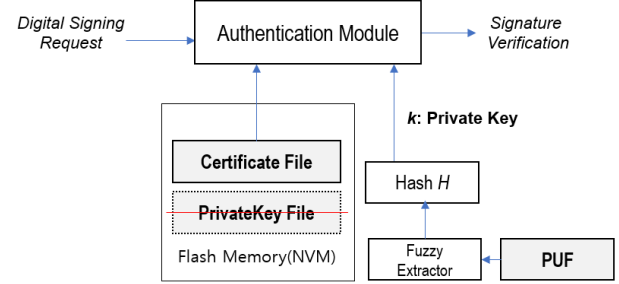 Digital Signing
Request
Authentication Module
Signature
Verification
k: Private Key
Certificate File
PrivateKey File
Flash Memory(NVM)
Hash H
Fuzzy
Extractor
PUF